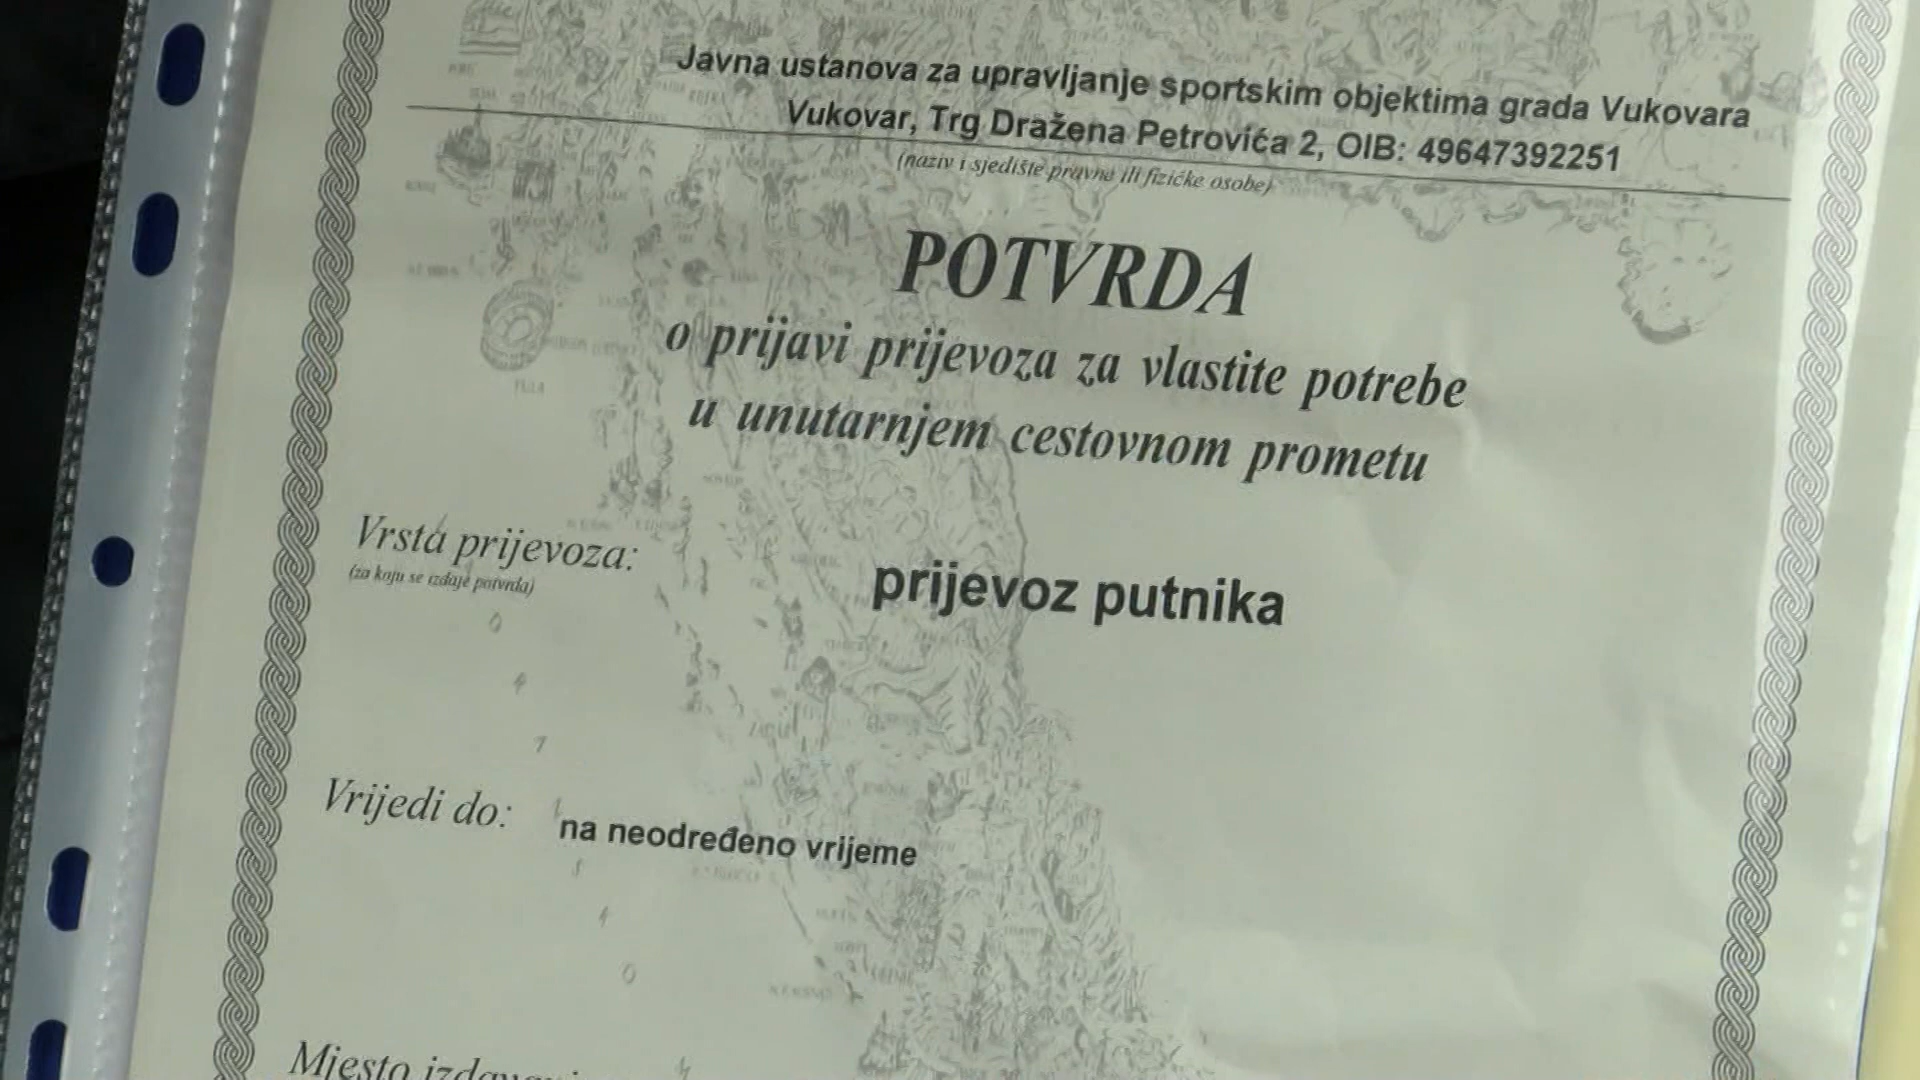 Javna ustanova za upravljanje sportskim objektima grada Vukovara
Vukovar, Trg Dražena Petrovića 2, OIB: 49647392251
(naziv i sjedište pravne ili fizičke osobe)
POTVRDA
o prijavi prijevoza za vlastite potrebe
u unutarnjem cestovnom prometu
Vrsta prijevoza:
prijevoz putnika
(za koju se izdaje potvrda)
Vrijedi do: na neodređeno vrijeme
Mjesto